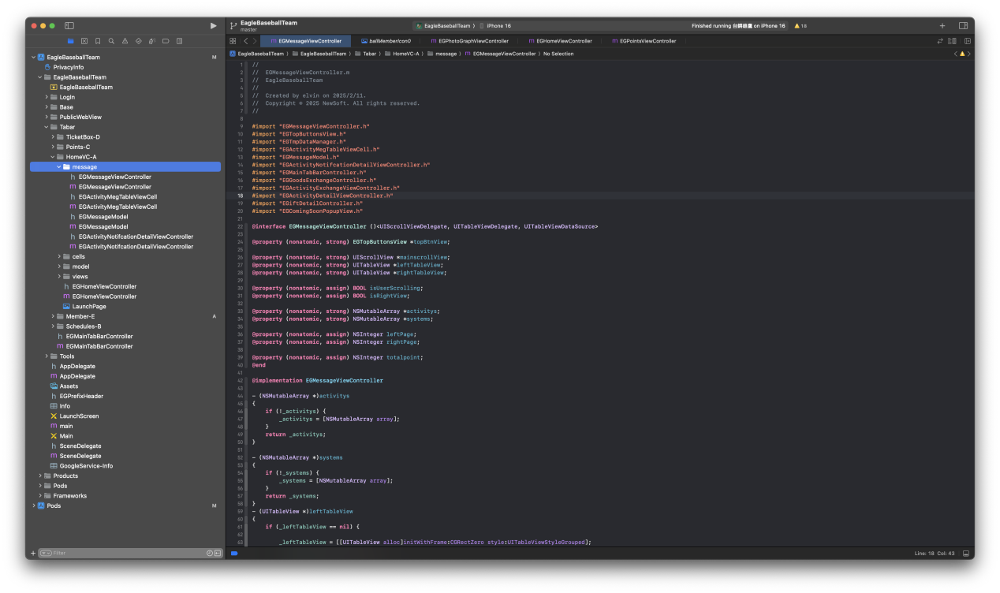 EagleBaseballTeam
master
EagleBaseballTeam 〉 iPhone 16
Finished running 台鋼雄鷹 on iPhone 16
18
EGMessageViewController
ballMemberIcon0
EGPhotoGraphViewController
EGHomeViewController
EGPointsViewController
EagleBaseballTeam 〉 EagleBaseballTeam 〉 Tabar 〉 HomeVC-A 〉 message 〉 m EGMessageViewController 〉 No Selection
EagleBaseballTeam M
PrivacyInfo
EagleBaseballTeam
EagleBaseballTeam
LogIn
Base
PublicWebView
Tabar
TicketBox-D
Points-C
HomeVC-A
message
h EGMessageViewController
m EGMessageViewController
h EGActivityMegTableViewCell
m EGActivityMegTableViewCell
h EGMessageModel
m EGMessageModel
h EGActivityNotifcationDetailViewController
m EGActivityNotifcationDetailViewController
cells
model
views
h EGHomeViewController
m EGHomeViewController
LaunchPage
Member-E A
Schedules-B
h EGMainTabBarController
m EGMainTabBarController
Tools
h AppDelegate
m AppDelegate
Assets
h EGPrefixHeader
Info
LaunchScreen
m main
Main
h SceneDelegate
m SceneDelegate
GoogleService-Info
Products
Pods
Frameworks
Pods M
Filter
1 //
2 //  EGMessageViewController.m
3 //  EagleBaseballTeam
4 //
5 //  Created by elvin on 2025/2/11.
6 //  Copyright © 2025 NewSoft. All rights reserved.
7 //
8
9 #import "EGMessageViewController.h"
10 #import "EGTopButtonsView.h"
11 #import "EGTmpDataManager.h"
12 #import "EGActivityMegTableViewCell.h"
13 #import "EGMessageModel.h"
14 #import "EGActivityNotifcationDetailViewController.h"
15 #import "EGMainTabBarController.h"
16 #import "EGGoodsExchangeController.h"
17 #import "EGActivityExchangeViewController.h"
18 #import "EGActivityDetailViewController.h"
19 #import "EGiftDetailController.h"
20 #import "EGComingSoonPopupView.h"
21
22 @interface EGMessageViewController ()<UIScrollViewDelegate, UITableViewDelegate, UITableViewDataSource>
23
24 @property (nonatomic, strong) EGTopButtonsView *topBtnView;
25
26 @property (nonatomic, strong) UIScrollView *mainscrollView;
27 @property (nonatomic, strong) UITableView *leftTableView;
28 @property (nonatomic, strong) UITableView *rightTableView;
29
30 @property (nonatomic, assign) BOOL isUserScrolling;
31 @property (nonatomic, assign) BOOL isRightView;
32
33 @property (nonatomic, strong) NSMutableArray *activitys;
34 @property (nonatomic, strong) NSMutableArray *systems;
35
36 @property (nonatomic, assign) NSInteger leftPage;
37 @property (nonatomic, assign) NSInteger rightPage;
38
39 @property (nonatomic, assign) NSInteger totalpoint;
40 @end
41
42 @implementation EGMessageViewController
43
44 - (NSMutableArray *)activitys
45 {
46     if (!_activitys) {
47         _activitys = [NSMutableArray array];
48     }
49     return _activitys;
50 }
51
52 - (NSMutableArray *)systems
53 {
54     if (!_systems) {
55         _systems = [NSMutableArray array];
56     }
57     return _systems;
58 }
59 - (UITableView *)leftTableView
60 {
61     if (_leftTableView == nil) {
62
63         _leftTableView = [[UITableView alloc]initWithFrame:CGRectZero style:UITableViewStyleGrouped];
Line: 18 Col: 43